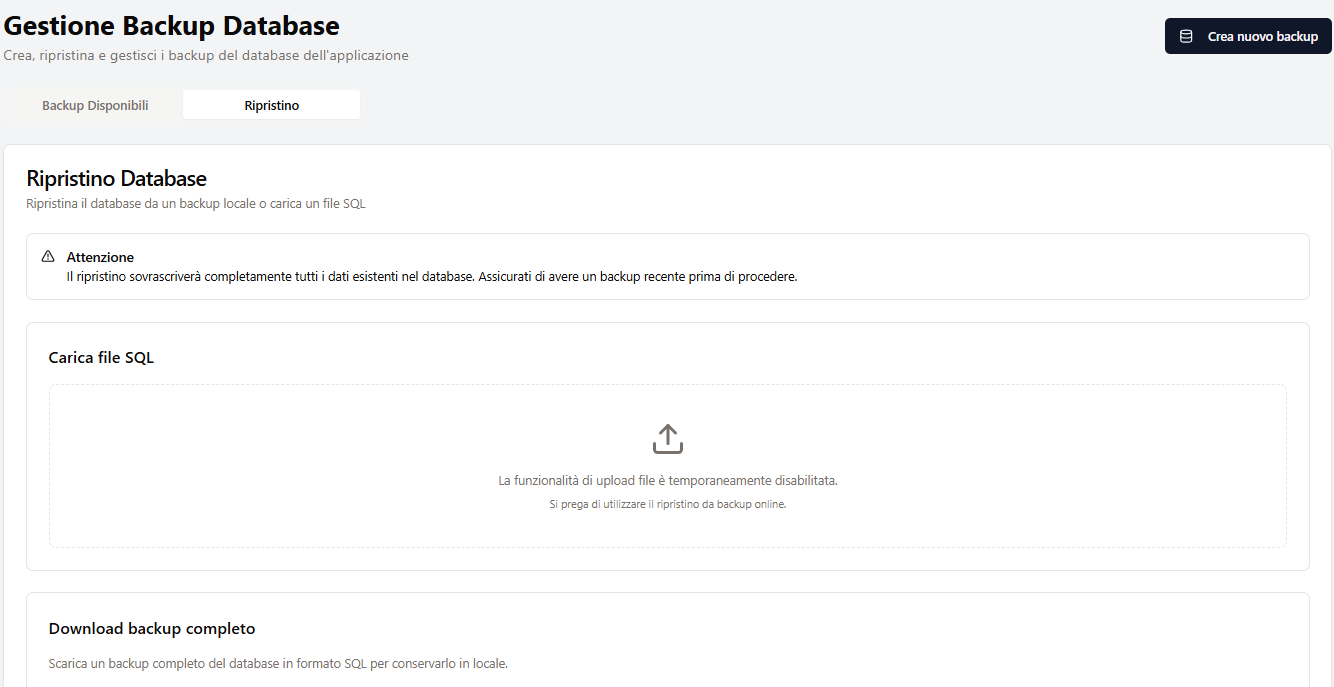 Gestione Backup Database
Crea, ripristina e gestisci i backup del database dell'applicazione
Crea nuovo backup
Backup Disponibili
Ripristino
Ripristino Database
Ripristina il database da un backup locale o carica un file SQL
Attenzione
Il ripristino sovrascriverà completamente tutti i dati esistenti nel database. Assicurati di avere un backup recente prima di procedere.
Carica file SQL
La funzionalità di upload file è temporaneamente disabilitata.
Si prega di utilizzare il ripristino da backup online.
Download backup completo
Scarica un backup completo del database in formato SQL per conservarlo in locale.